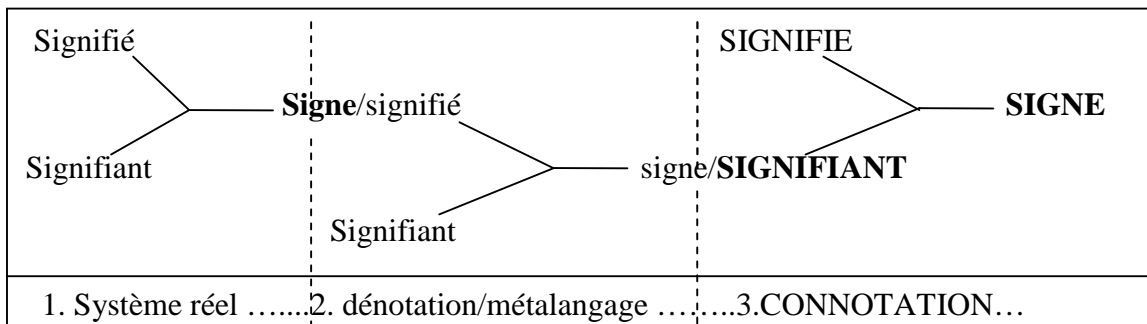 Signifié SIGNIFIE
Signe/signifié SIGNE
Signifiant signe/SIGNIFIANT
Signifiant
1. Système réel …....2. dénotation/métalangage ….…..3.CONNOTATION…